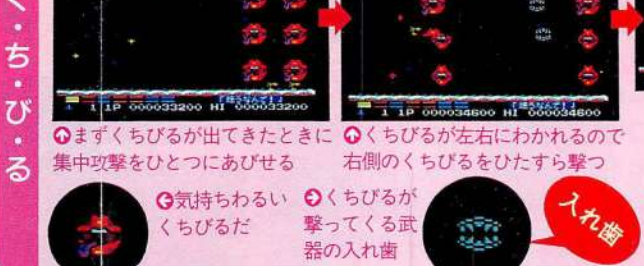 く・ち・び・る
1 1P 000033200 HI 000033200
1 1P 000034600 HI 000034600
まずくちびるが出てきたときに
集中攻撃をひとつにあびせる
くちびるが左右にわかれるので
右側のくちびるをひたすら撃つ
気持ちわるい
くちびるだ
くちびるが
撃ってくる武
器の入れ歯
入れ歯